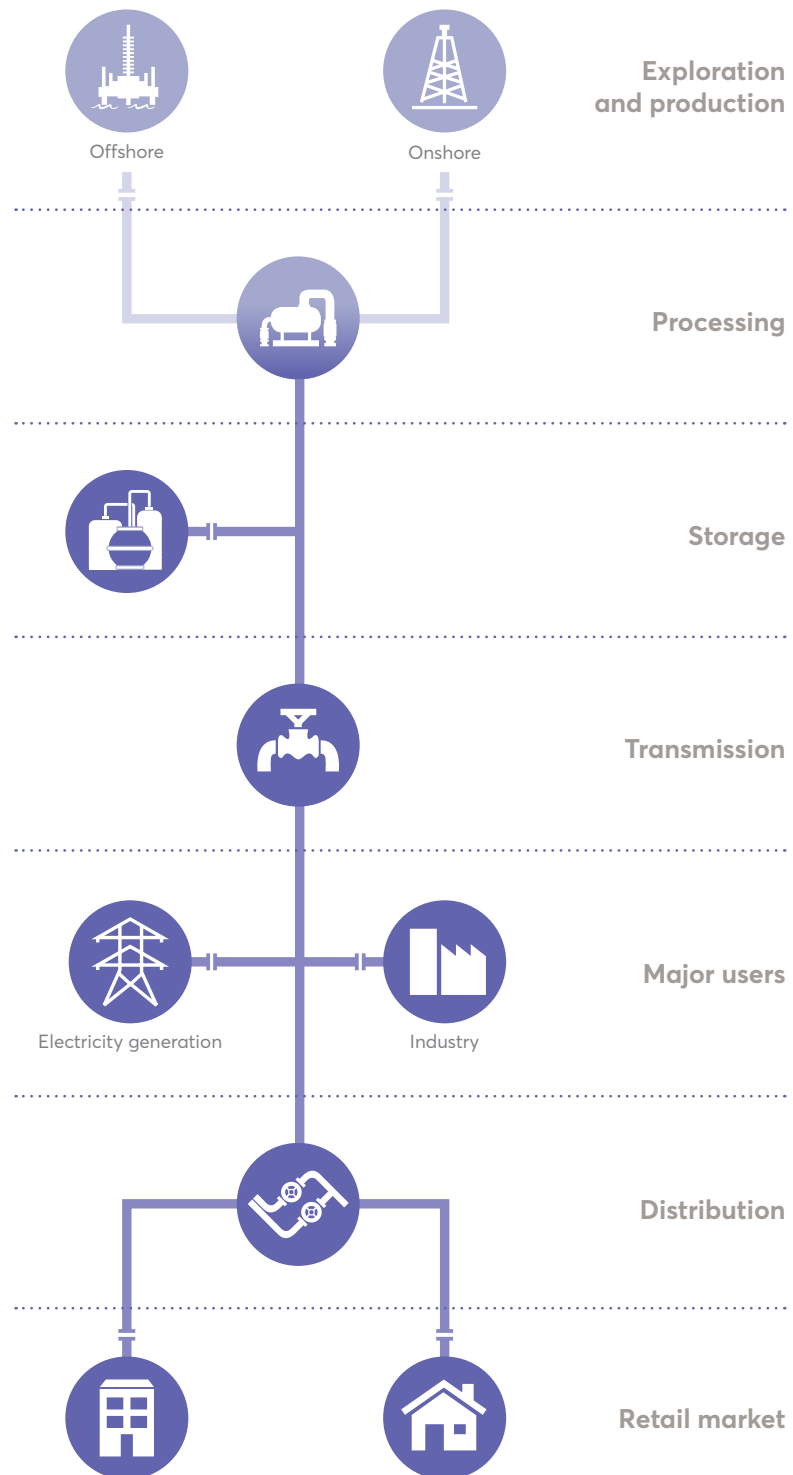 Exploration
and production
Offshore
Onshore
Processing
Storage
Transmission
Major users
Electricity generation
Industry
Distribution
Retail market